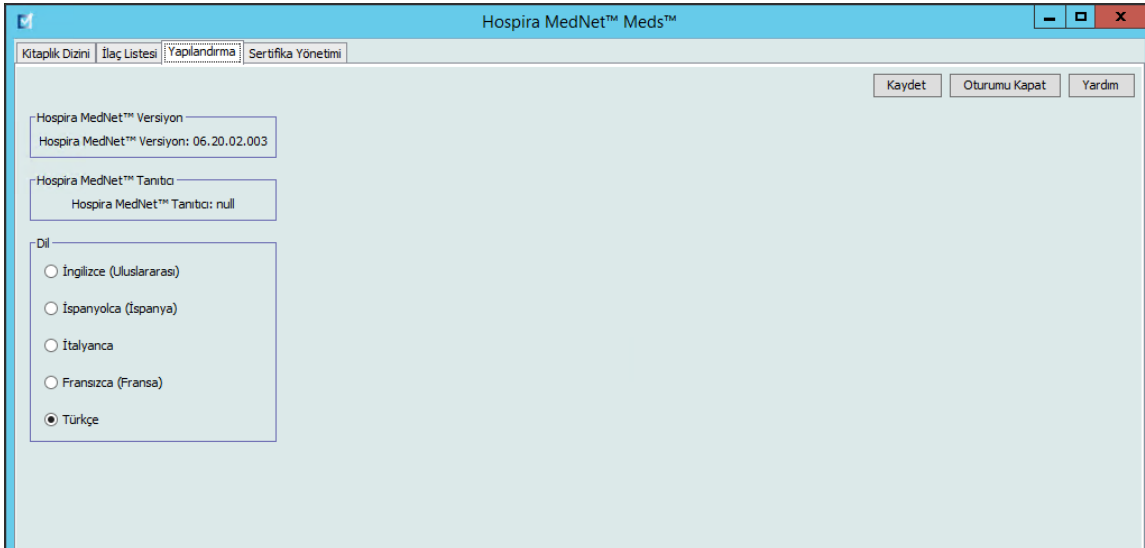 Hospira MedNet™ Meds™
Kitaplık Dizini İlaç Listesi Yapılandırma Sertifika Yönetimi
Kaydet Oturumu Kapat Yardım
Hospira MedNet™ Versiyon
Hospira MedNet™ Versiyon: 06.20.02.003
Hospira MedNet™ Tanıtıcı
Hospira MedNet™ Tanıtıcı: null
Dil
İngilizce (Uluslararası)
İspanyolca (İspanya)
İtalyanca
Fransızca (Fransa)
Türkçe